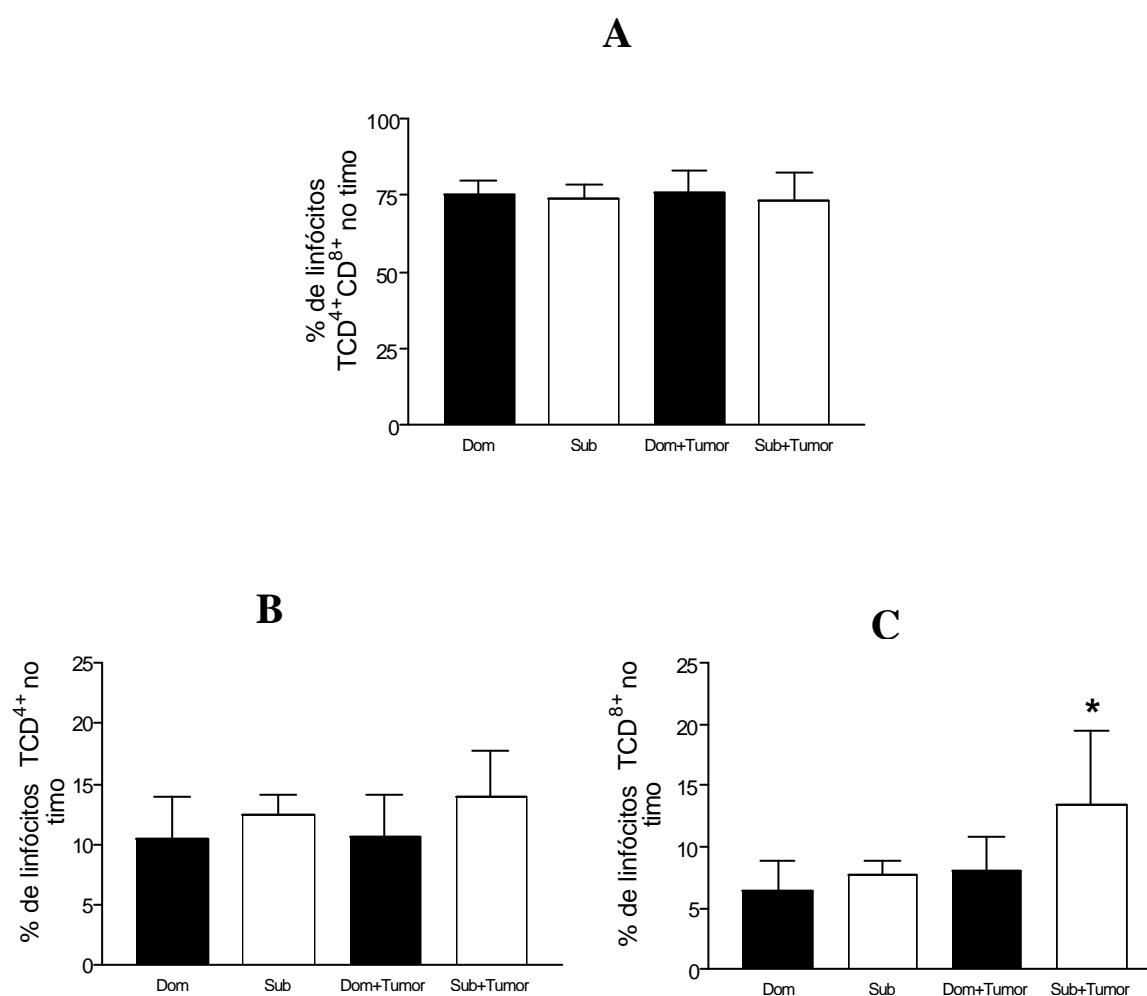 A
% de linfócitos
TCD4+CD8+ no timo
100
75
50
25
0
Dom Sub Dom+Tumor Sub+Tumor
B
% de linfócitos TCD4+ no
timo
25
20
15
10
5
0
Dom Sub Dom+Tumor Sub+Tumor
C
% de linfócitos TCD8+ no
timo
25
20
15
10
5
0
*
Dom Sub Dom+Tumor Sub+Tumor